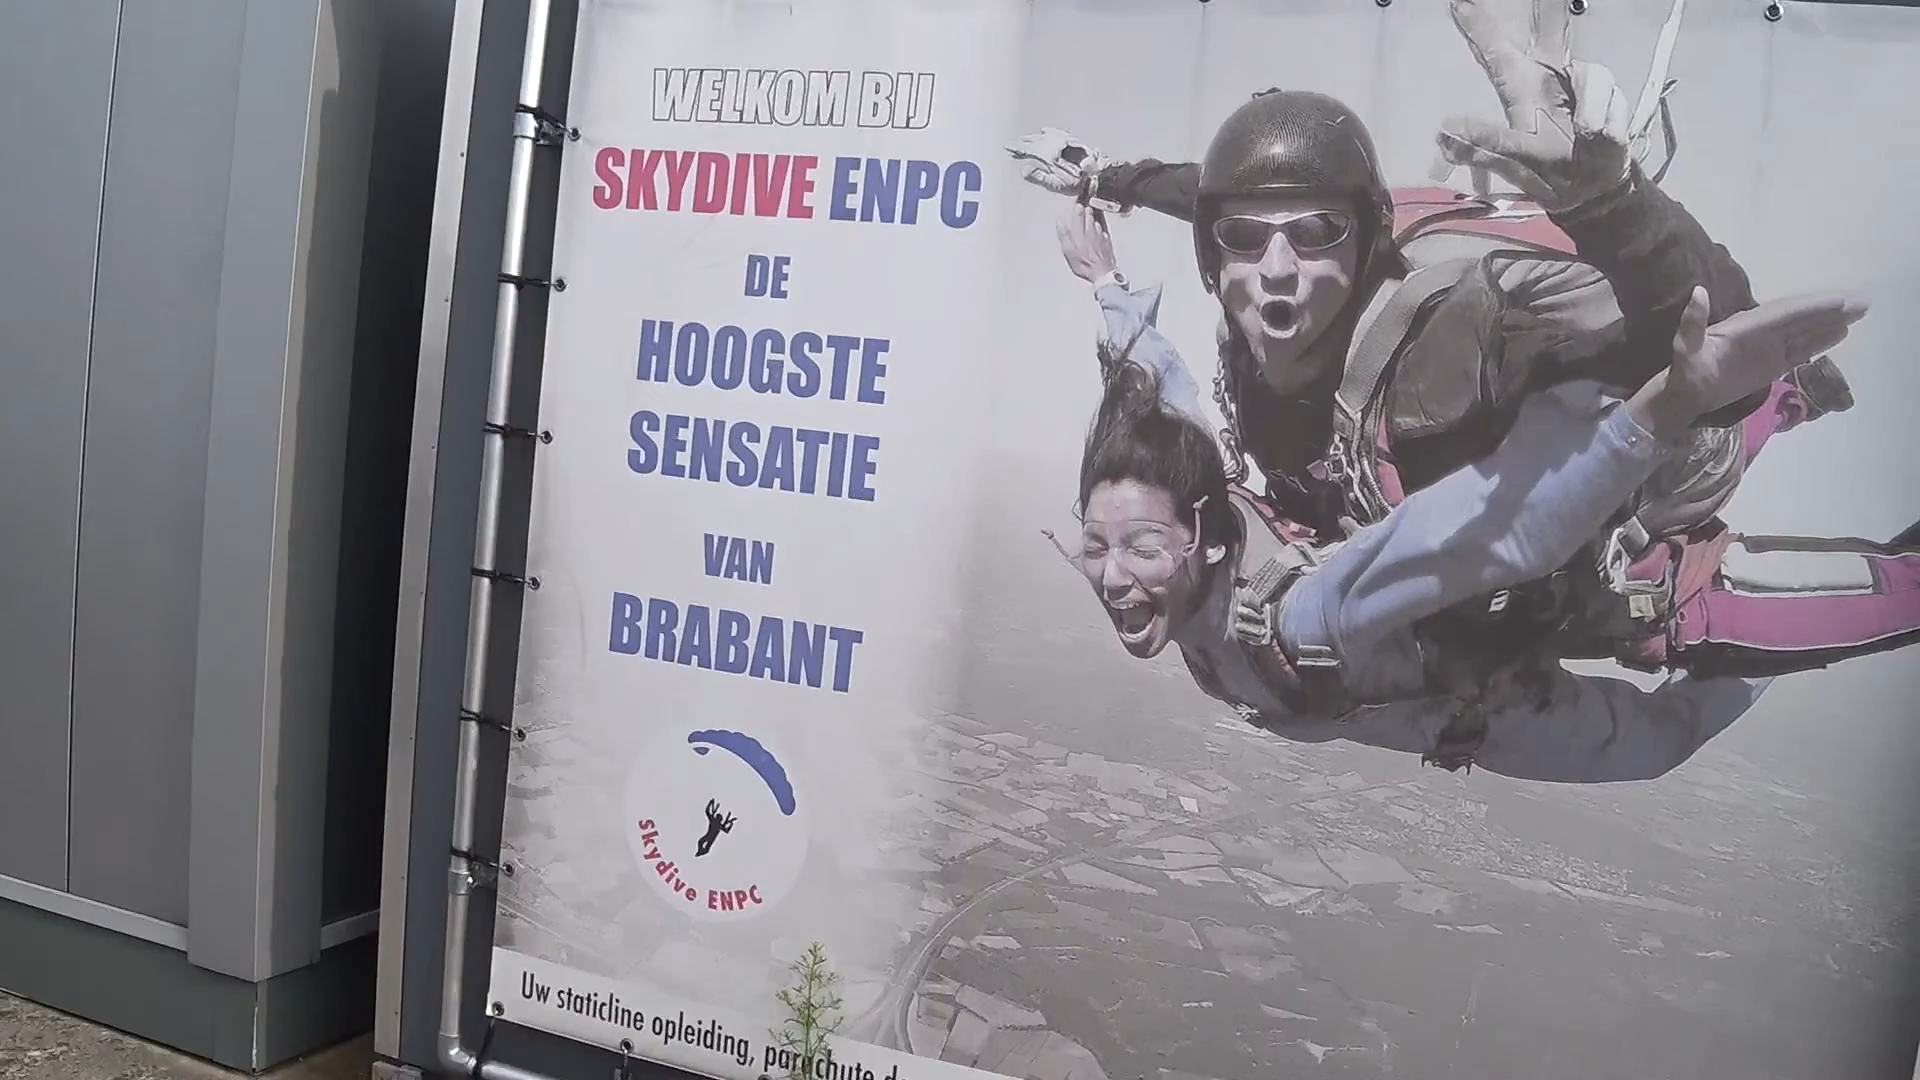 WELKOM BIJ
SKYDIVE ENPC
DE
HOOGSTE
SENSATIE
VAN
BRABANT
Skydive ENPC
Uw staticline opleiding, parachute